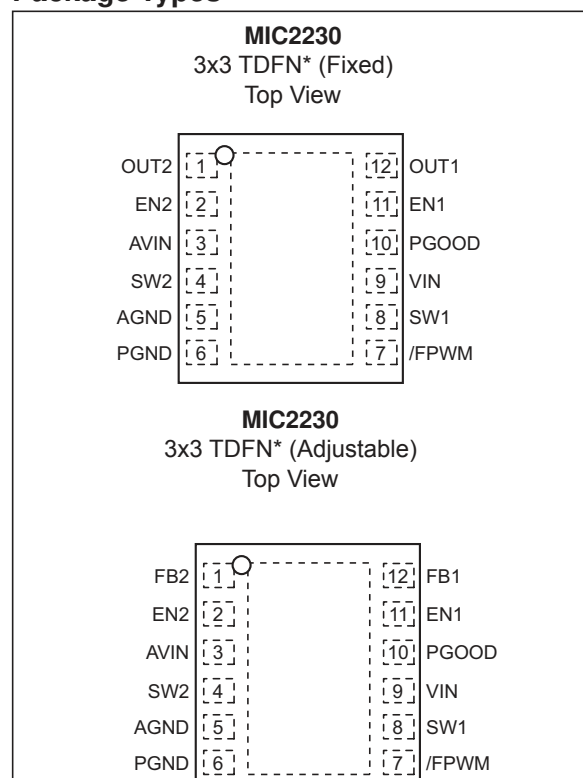 MIC2230
3x3 TDFN* (Fixed)
Top View
OUT2 1 12 OUT1
EN2 2 11 EN1
AVIN 3 10 PGOOD
SW2 4 9 VIN
AGND 5 8 SW1
PGND 6 7 /FPWM
MIC2230
3x3 TDFN* (Adjustable)
Top View
FB2 1 12 FB1
EN2 2 11 EN1
AVIN 3 10 PGOOD
SW2 4 9 VIN
AGND 5 8 SW1
PGND 6 7 /FPWM